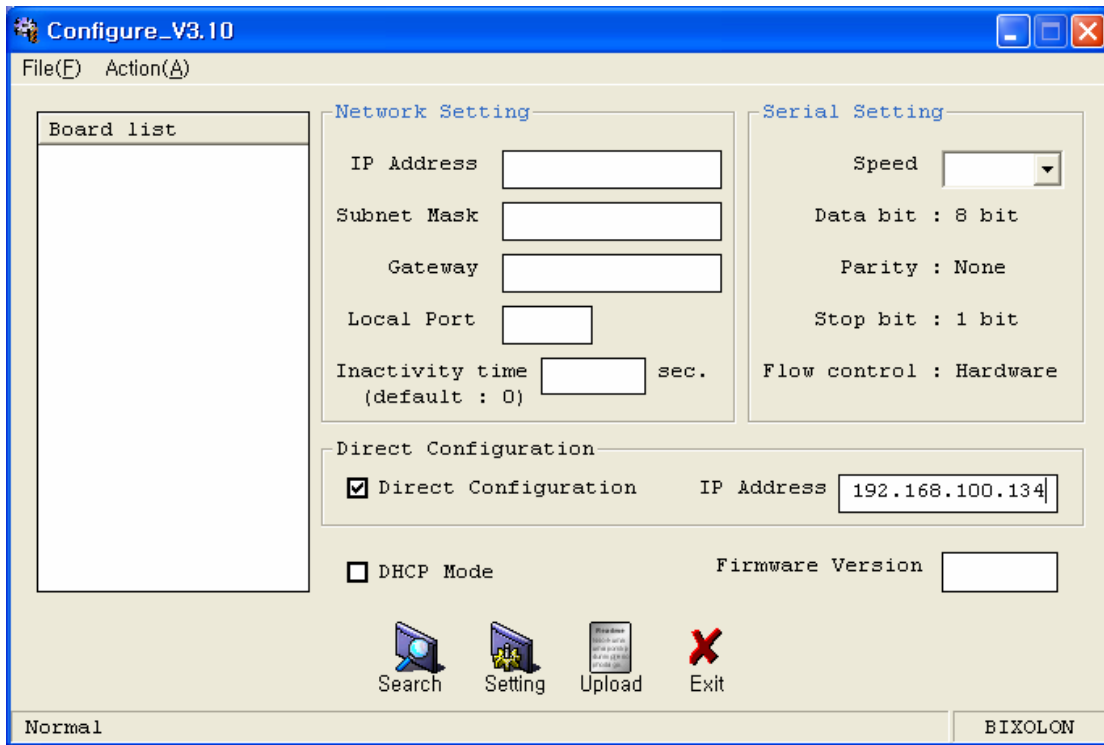 Configure_V3.10
File(F) Action(A)
Board list
Network Setting
IP Address
Subnet Mask
Gateway
Local Port
Inactivity time sec.
(default : 0)
Serial Setting
Speed
Data bit : 8 bit
Parity : None
Stop bit : 1 bit
Flow control : Hardware
Direct Configuration
Direct Configuration IP Address 192.168.100.134
DHCP Mode Firmware Version
Readme
Search Setting Upload Exit
Normal BIXOLON